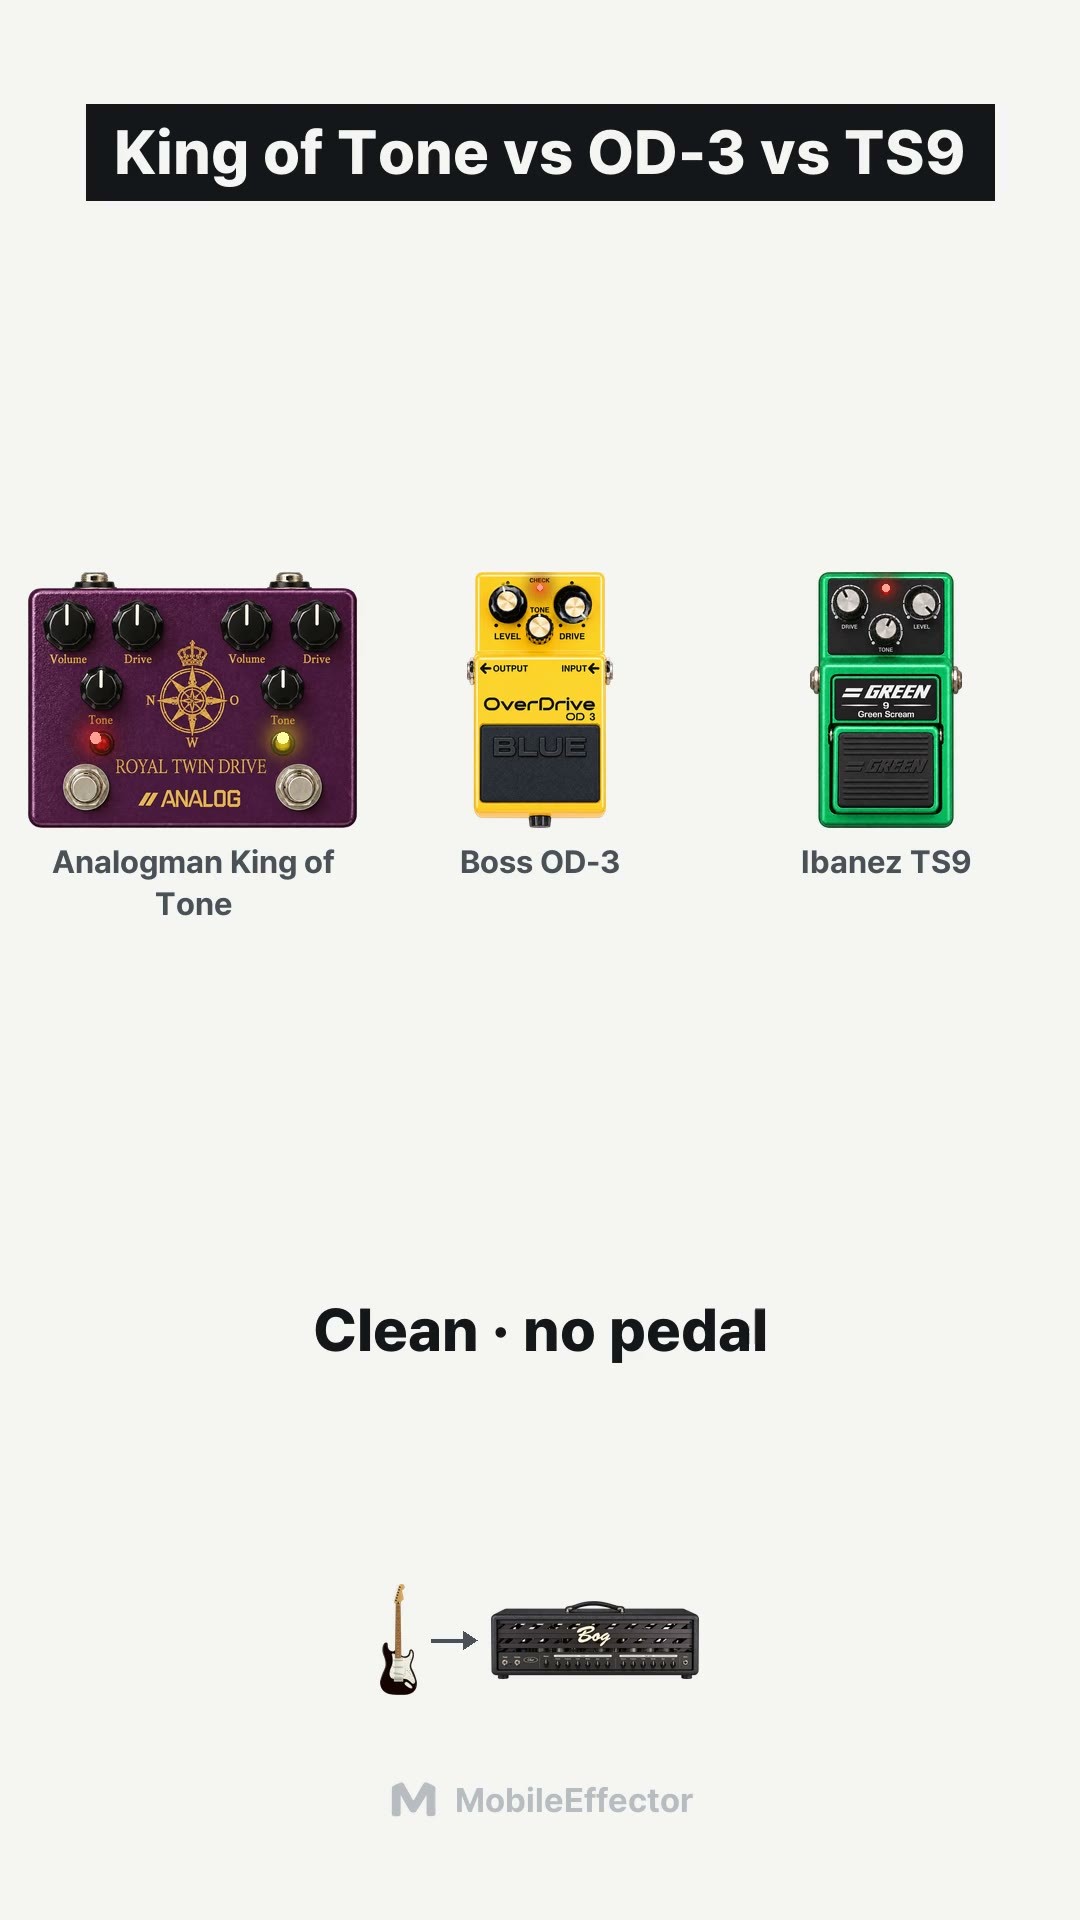 King of Tone vs OD-3 vs TS9
Volume Drive Volume Drive
Tone Tone
N O
W
ROYAL TWIN DRIVE
ANALOG
CHECK
TONE
LEVEL DRIVE
OUTPUT INPUT
OverDrive
OD 3
BLUE
DRIVE LEVEL
TONE
GREEN
9
Green Scream
GREEN
Analogman King of
Tone
Boss OD-3
Ibanez TS9
Clean · no pedal
Bog
MobileEffector